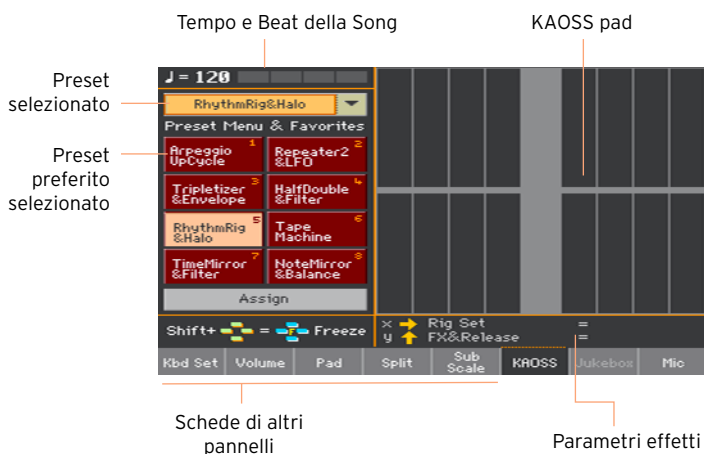 Tempo e Beat della Song
KAOSS pad
Preset
selezionato
Preset
preferito
selezionato
♩= 120
RhythmRig&Halo
Preset Menu & Favorites
Arpeggio
UpCycle
1
Repeater2
&LFO
2
Tripletizer
&Envelope
3
HalfDouble
&Filter
4
RhythmRig
&Halo
5
Tape
Machine
6
TimeMirror
&Filter
7
NoteMirror
&Balance
8
Assign
Shift+ = F Freeze
x Rig Set =
y FX&Release =
Kbd Set
Volume
Pad
Split
Sub
Scale
KAOSS
Jukebox
Mic
Schede di altri
pannelli
Parametri effetti